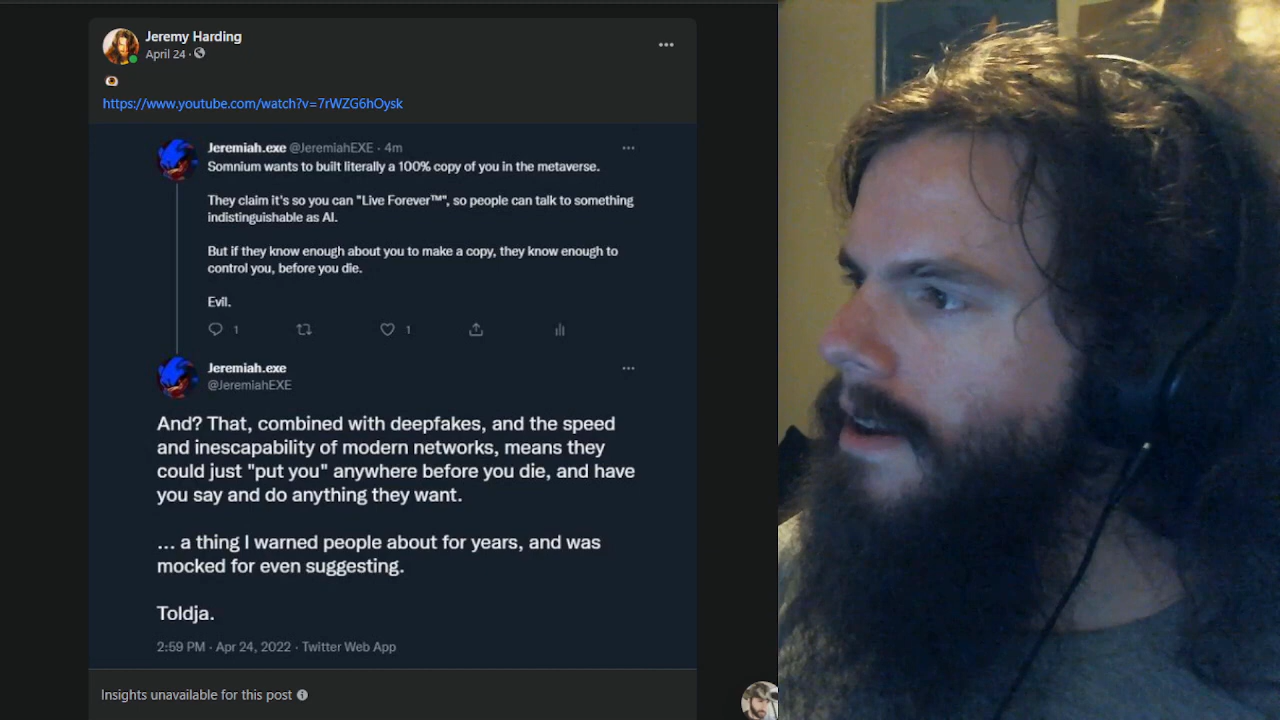 Jeremy Harding
April 24 ·
https://www.youtube.com/watch?v=7rWZG6hOysk
Jeremiah.exe @JeremiahEXE · 4m
Somnium wants to built literally a 100% copy of you in the metaverse.
They claim it's so you can "Live Forever™", so people can talk to something
indistinguishable as AI.
But if they know enough about you to make a copy, they know enough to
control you, before you die.
Evil.
1 1
Jeremiah.exe
@JeremiahEXE
And? That, combined with deepfakes, and the speed
and inescapability of modern networks, means they
could just "put you" anywhere before you die, and have
you say and do anything they want.
... a thing I warned people about for years, and was
mocked for even suggesting.
Toldja.
2:59 PM · Apr 24, 2022 · Twitter Web App
Insights unavailable for this post